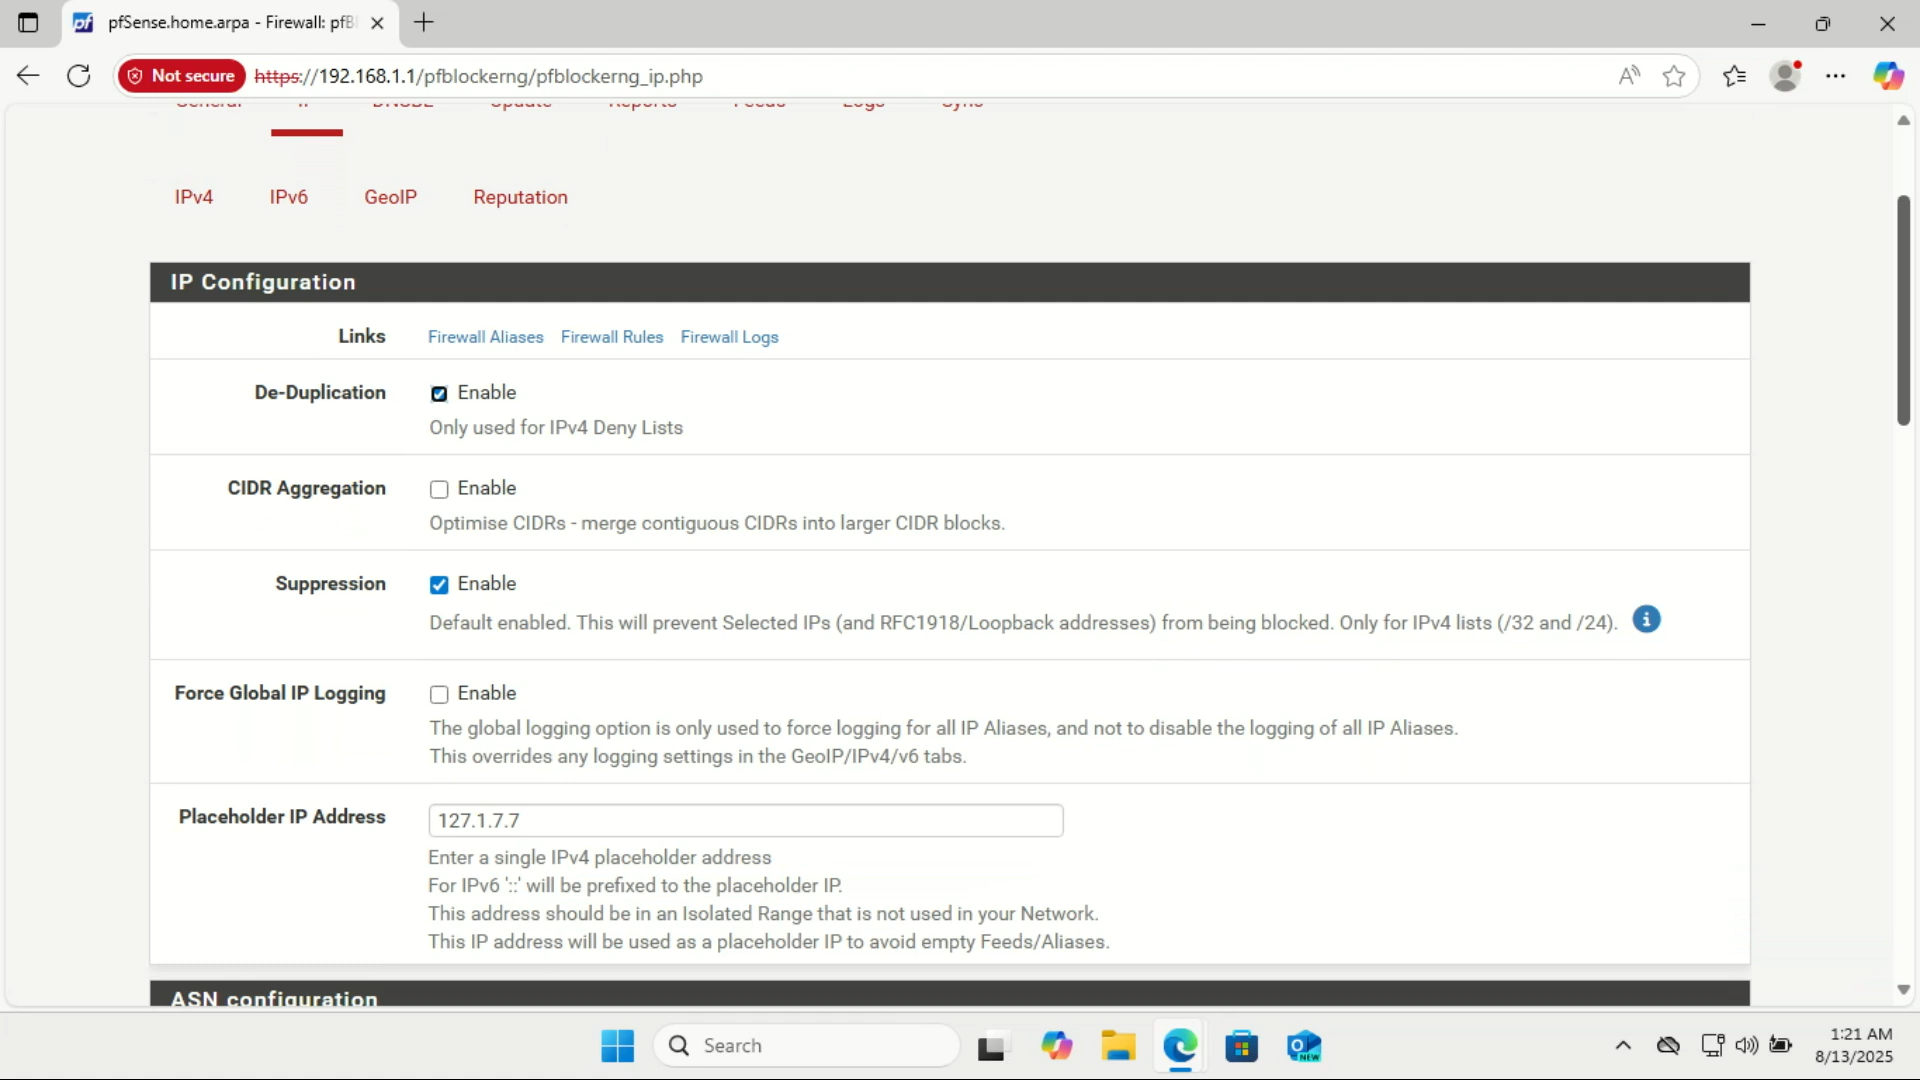 pfSense.home.arpa - Firewall: pfB
Not secure https://192.168.1.1/pfblockerng/pfblockerng_ip.php
General IP DNSBL Update Reports Feeds Logs Sync
IPv4 IPv6 GeoIP Reputation
IP Configuration
Links Firewall Aliases Firewall Rules Firewall Logs
De-Duplication Enable
Only used for IPv4 Deny Lists
CIDR Aggregation Enable
Optimise CIDRs - merge contiguous CIDRs into larger CIDR blocks.
Suppression Enable
Default enabled. This will prevent Selected IPs (and RFC1918/Loopback addresses) from being blocked. Only for IPv4 lists (/32 and /24).
Force Global IP Logging Enable
The global logging option is only used to force logging for all IP Aliases, and not to disable the logging of all IP Aliases.
This overrides any logging settings in the GeoIP/IPv4/v6 tabs.
Placeholder IP Address 127.1.7.7
Enter a single IPv4 placeholder address
For IPv6 '::' will be prefixed to the placeholder IP.
This address should be in an Isolated Range that is not used in your Network.
This IP address will be used as a placeholder IP to avoid empty Feeds/Aliases.
ASN configuration
Search
1:21 AM
8/13/2025